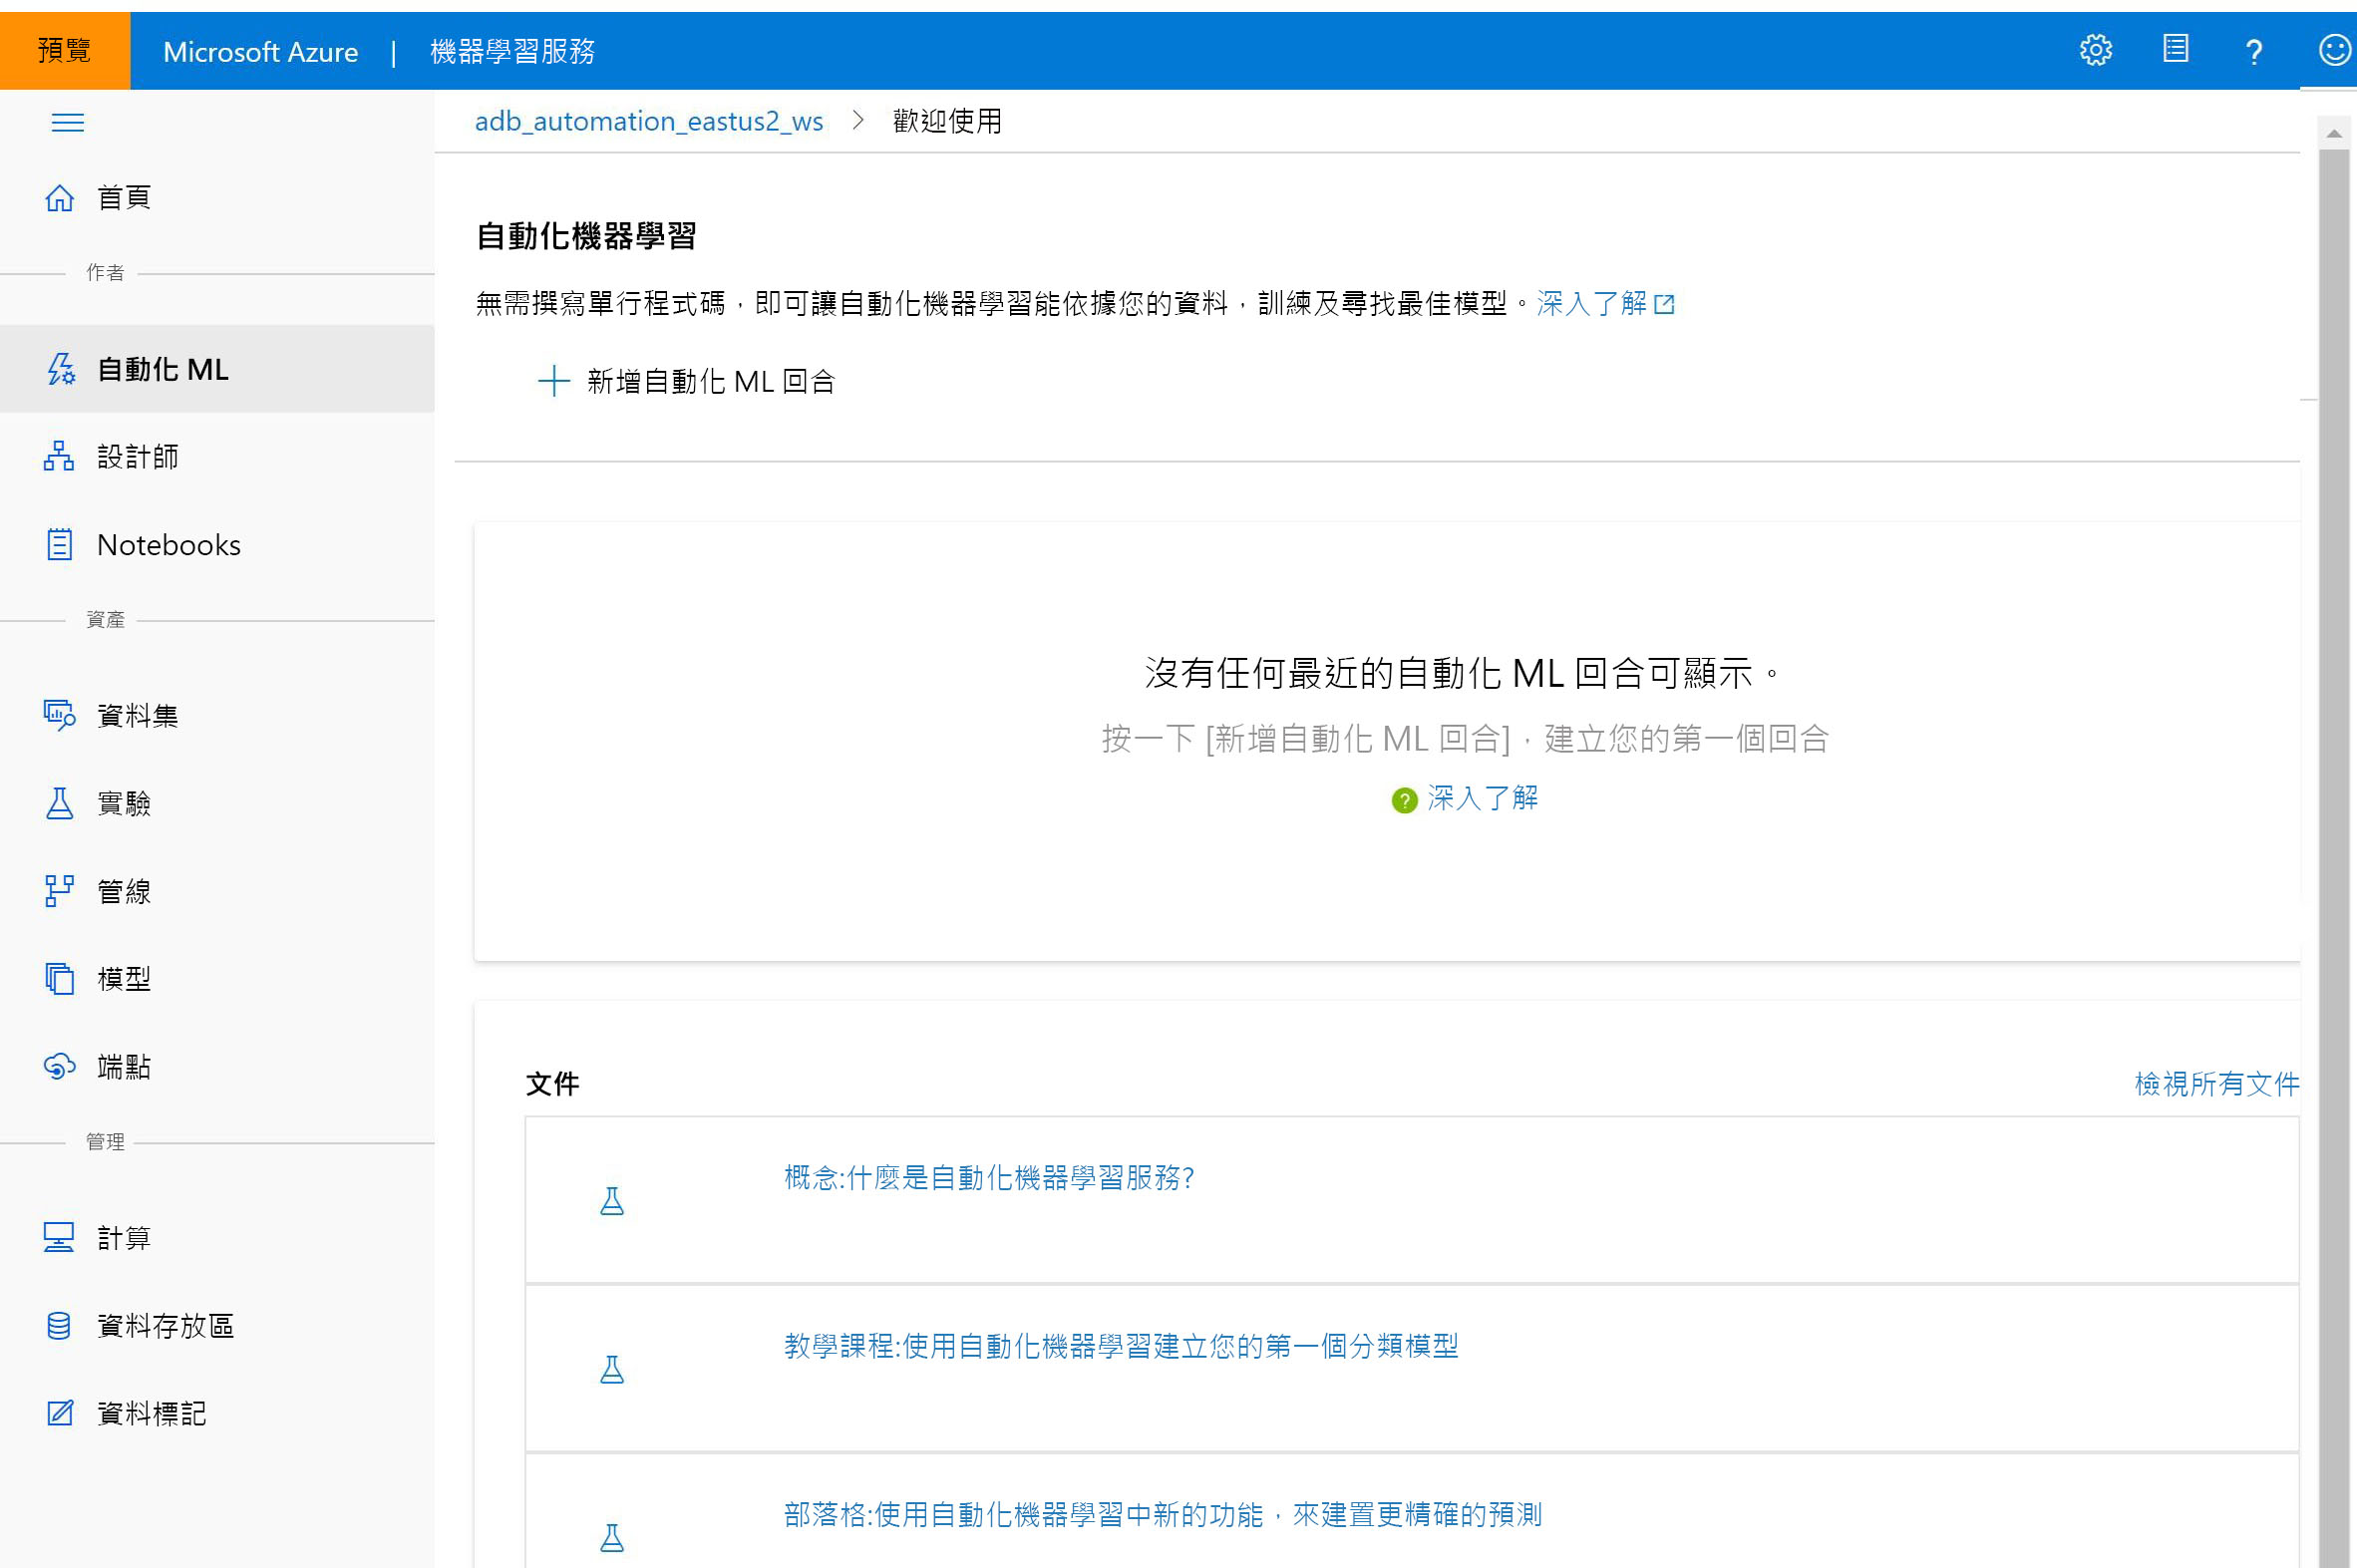 預覽
Microsoft Azure | 機器學習服務
?
adb_automation_eastus2_ws > 歡迎使用
首頁
作者
自動化 ML
設計師
Notebooks
資產
資料集
實驗
管線
模型
端點
管理
計算
資料存放區
資料標記
自動化機器學習
無需撰寫單行程式碼，即可讓自動化機器學習能依據您的資料，訓練及尋找最佳模型。深入了解
新增自動化 ML 回合
沒有任何最近的自動化 ML 回合可顯示。
按一下 [新增自動化 ML 回合]，建立您的第一個回合
? 深入了解
文件
檢視所有文件
概念:什麼是自動化機器學習服務?
教學課程:使用自動化機器學習建立您的第一個分類模型
部落格:使用自動化機器學習中新的功能，來建置更精確的預測